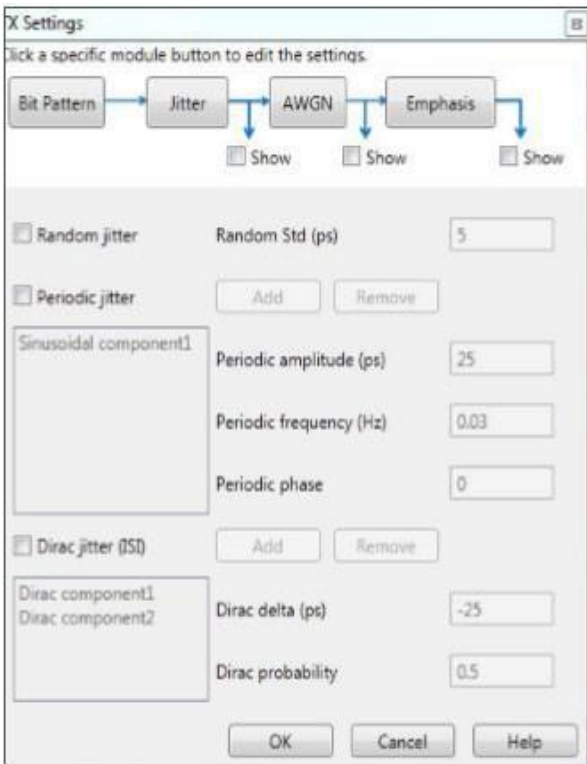 X Settings
Click a specific module button to edit the settings.
Bit Pattern Jitter AWGN Emphasis
Show Show Show
Random jitter Random Std (ps) 5
Periodic jitter Add Remove
Sinusoidal component1
Periodic amplitude (ps) 25
Periodic frequency (Hz) 0.03
Periodic phase 0
Dirac jitter (ISI) Add Remove
Dirac component1
Dirac component2
Dirac delta (ps) -25
Dirac probability 0.5
OK Cancel Help